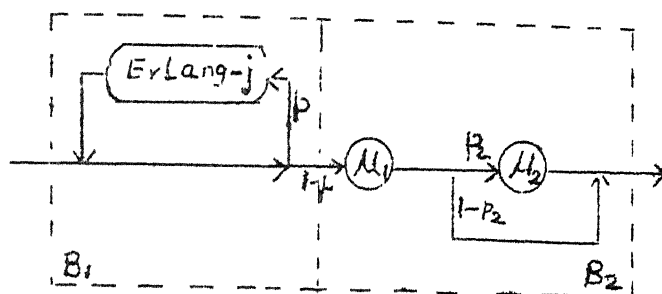 ErLang-j
p
1-p
μ₁
P₂
μ₂
1-P₂
B₁
B₂